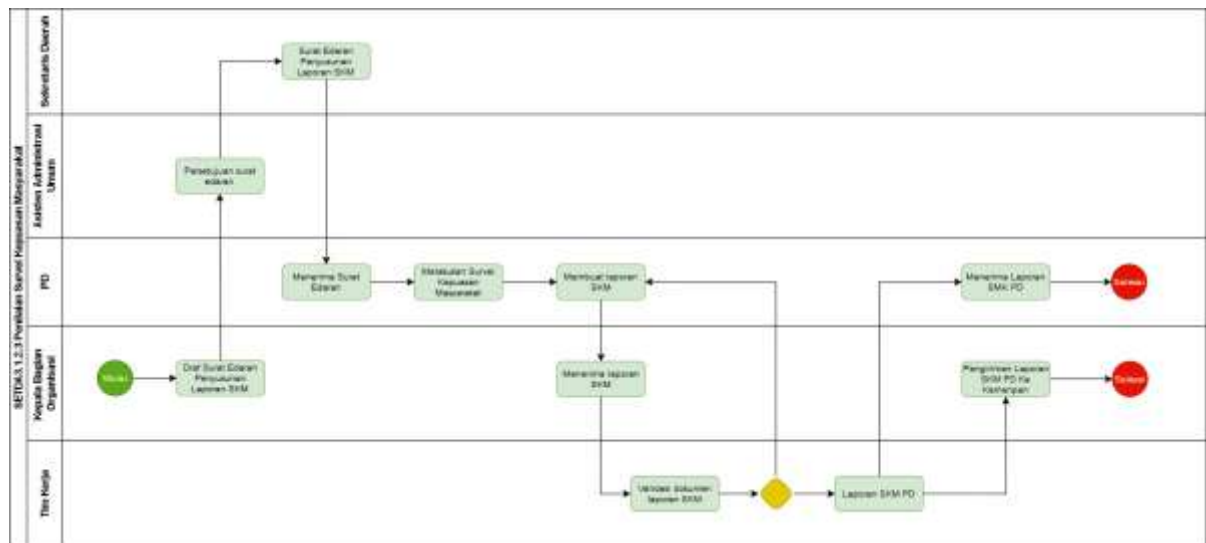 SETDA.3.1.2.3 Penilaian Survei Kepuasan Masyarakat
Sekretaris Daerah
Surat Edaran
Penyusunan
Laporan SKM
Asisten Administrasi
Umum
Persetujuan surat
edaran
PD
Menerima Surat
Edaran
Melakukan Survei
Kepuasan
Masyarakat
Membuat laporan
SKM
Menerima Laporan
SMK PD
Selesai
Kepala Bagian
Organisasi
Mulai
Draf Surat Edaran
Penyusunan
Laporan SKM
Menerima laporan
SKM
Pengiriman Laporan
SKM PD Ke
Kemenpan
Selesai
Tim Kerja
Validasi dokumen
laporan SKM
Laporan SKM PD